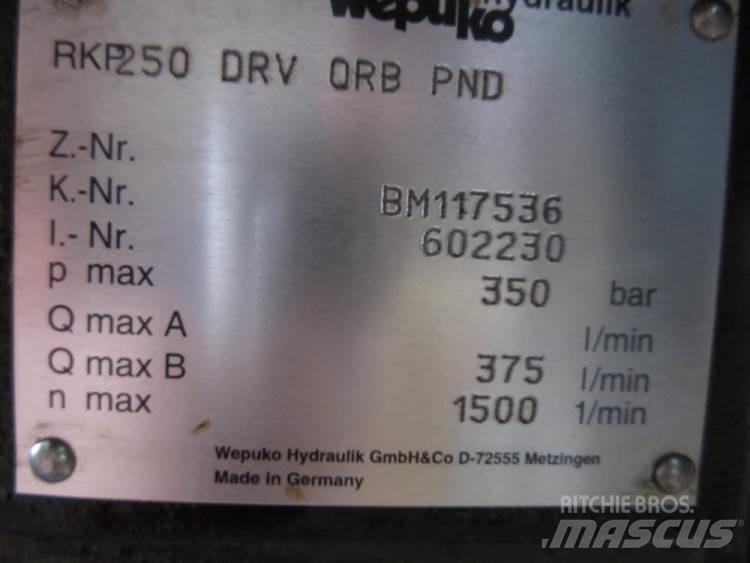 wepuko hydraulik
RKP250 DRV QRB PND
Z.-Nr.
K.-Nr. BM117536
I.- Nr. 602230
p max 350 bar
Q max A l/min
Q max B 375 l/min
n max 1500 1/min
Wepuko Hydraulik GmbH&Co D-72555 Metzingen
Made in Germany
RITCHIE BROS.
MASCUS